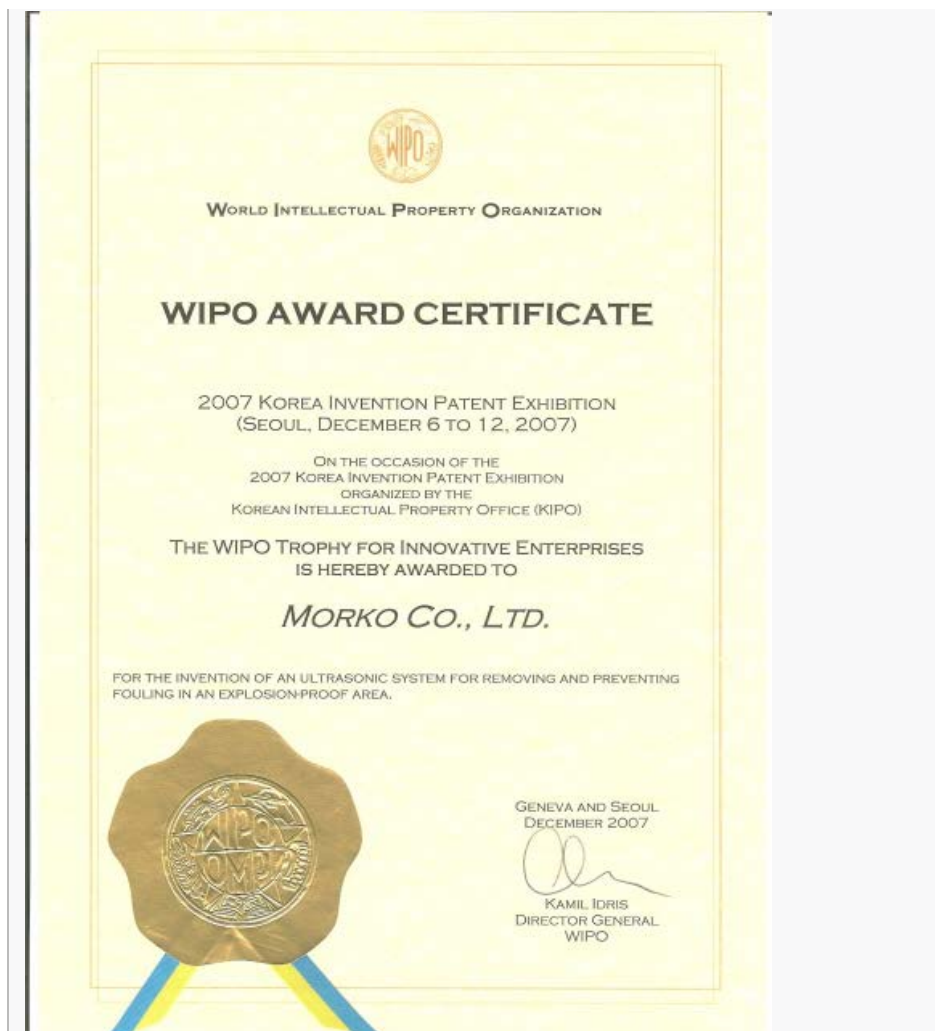 WIPO
WORLD INTELLECTUAL PROPERTY ORGANIZATION
WIPO AWARD CERTIFICATE
2007 KOREA INVENTION PATENT EXHIBITION
(SEOUL, DECEMBER 6 TO 12, 2007)
ON THE OCCASION OF THE
2007 KOREA INVENTION PATENT EXHIBITION
ORGANIZED BY THE
KOREAN INTELLECTUAL PROPERTY OFFICE (KIPO)
THE WIPO TROPHY FOR INNOVATIVE ENTERPRISES
IS HEREBY AWARDED TO
MORKO CO., LTD.
FOR THE INVENTION OF AN ULTRASONIC SYSTEM FOR REMOVING AND PREVENTING
FOULING IN AN EXPLOSION-PROOF AREA.
WIPO
OMPI
GENEVA AND SEOUL
DECEMBER 2007
KAMIL IDRIS
DIRECTOR GENERAL
WIPO